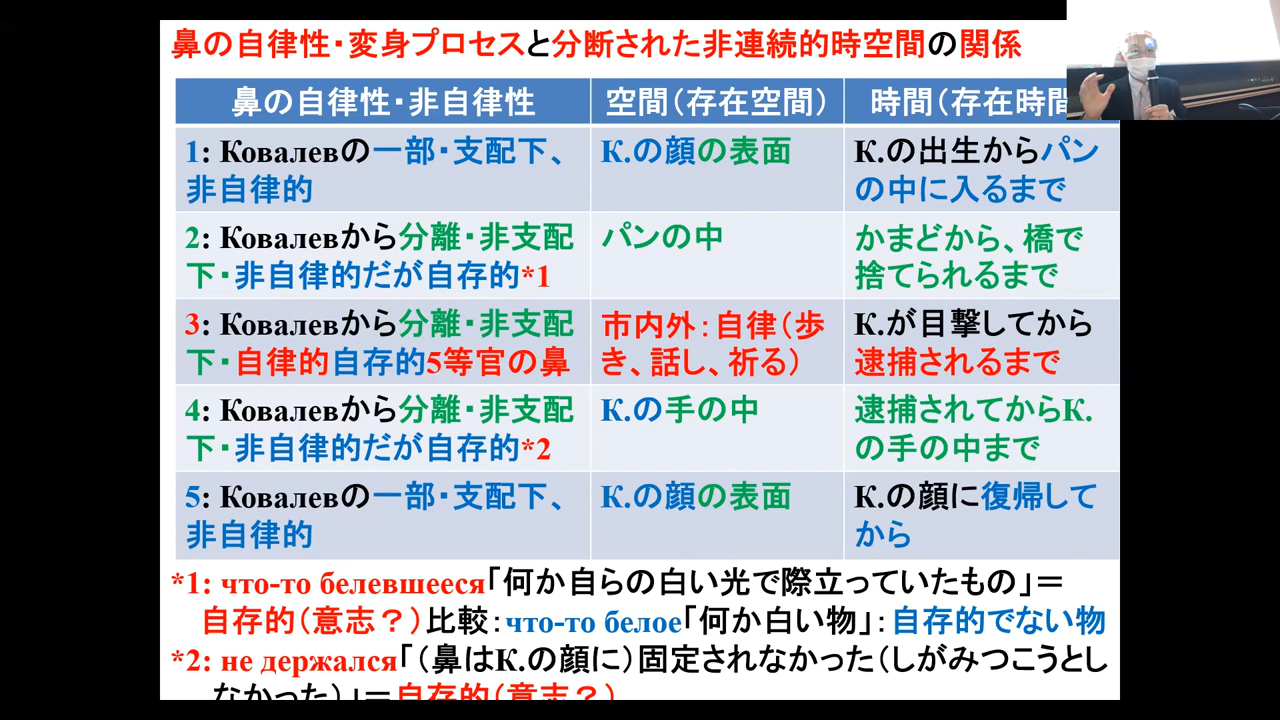 鼻の自律性・変身プロセスと分断された非連続的時空間の関係
鼻の自律性・非自律性
空間(存在空間)
時間(存在時間
1: Ковалевの一部・支配下、
非自律的
K.の顔の表面
K.の出生からパン
の中に入るまで
2: Ковалевから分離・非支配
下・非自律的だが自存的*1
パンの中
かまどから、橋で
捨てられるまで
3: Ковалевから分離・非支配
下・自律的自存的5等官の鼻
市内外:自律(歩
き、話し、祈る)
K.が目撃してから
逮捕されるまで
4: Ковалевから分離・非支配
下・非自律的だが自存的*2
K.の手の中
逮捕されてからK.
の手の中まで
5: Ковалевの一部・支配下、
非自律的
K.の顔の表面
K.の顔に復帰して
から
*1: что-то белевшееся「何か自らの白い光で際立っていたもの」=
自存的(意志?)比較:что-то белое「何か白い物」:自存的でない物
*2: не держался「(鼻はK.の顔に)固定されなかった(しがみつこうとし
なかった)」=自存的(意志?)